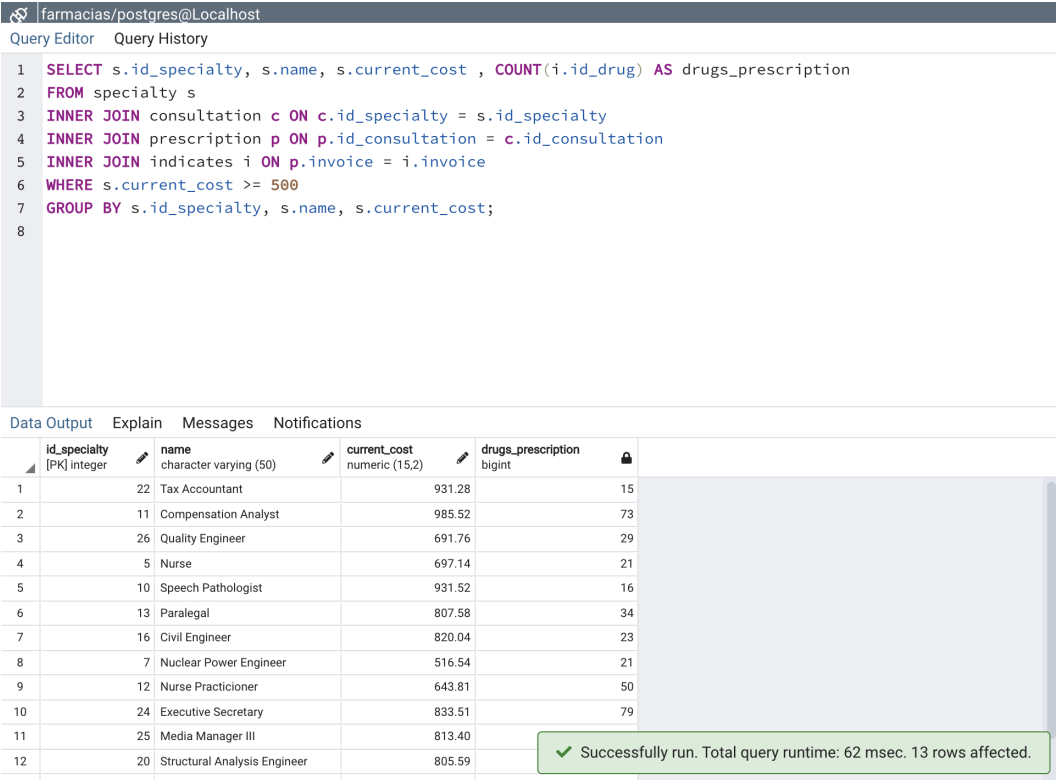 farmacias/postgres@Localhost
Query Editor Query History
1 SELECT s.id_specialty, s.name, s.current_cost , COUNT(i.id_drug) AS drugs_prescription
2 FROM specialty s
3 INNER JOIN consultation c ON c.id_specialty = s.id_specialty
4 INNER JOIN prescription p ON p.id_consultation = c.id_consultation
5 INNER JOIN indicates i ON p.invoice = i.invoice
6 WHERE s.current_cost >= 500
7 GROUP BY s.id_specialty, s.name, s.current_cost;
8
Data Output Explain Messages Notifications
id_specialty name current_cost drugs_prescription
[PK] integer character varying (50) numeric (15,2) bigint
1 22 Tax Accountant 931.28 15
2 11 Compensation Analyst 985.52 73
3 26 Quality Engineer 691.76 29
4 5 Nurse 697.14 21
5 10 Speech Pathologist 931.52 16
6 13 Paralegal 807.58 34
7 16 Civil Engineer 820.04 23
8 7 Nuclear Power Engineer 516.54 21
9 12 Nurse Practicioner 643.81 50
10 24 Executive Secretary 833.51 79
11 25 Media Manager III 813.40
12 20 Structural Analysis Engineer 805.59
Successfully run. Total query runtime: 62 msec. 13 rows affected.